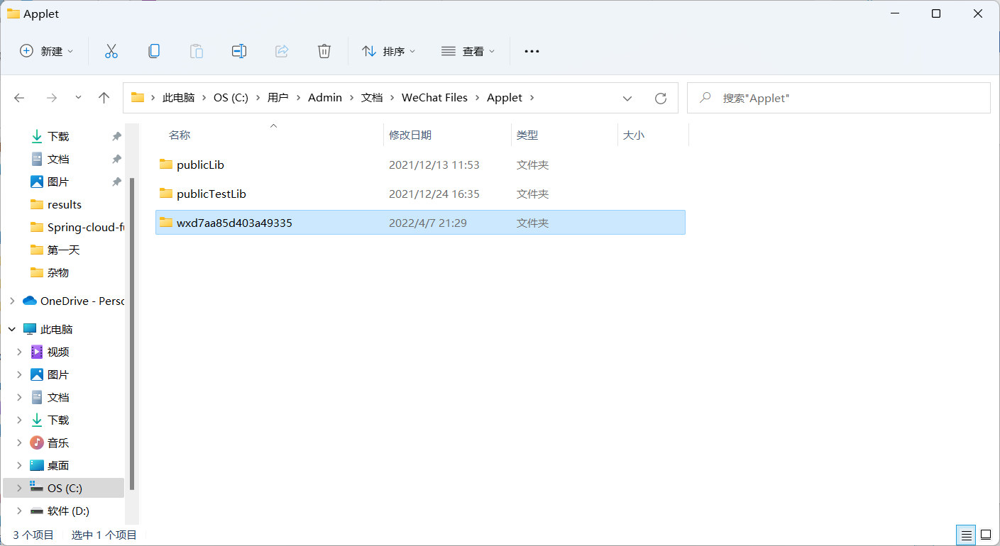 Applet
新建 排序 查看
此电脑 OS (C:) 用户 Admin 文档 WeChat Files Applet 搜索"Applet"
下载
文档
图片
results
Spring-cloud-fu
第一天
杂物
OneDrive - Perso
此电脑
视频
图片
文档
下载
音乐
桌面
OS (C:)
软件 (D:)
名称 修改日期 类型 大小
publicLib 2021/12/13 11:53 文件夹
publicTestLib 2021/12/24 16:35 文件夹
wxd7aa85d403a49335 2022/4/7 21:29 文件夹
3 个项目 选中 1 个项目